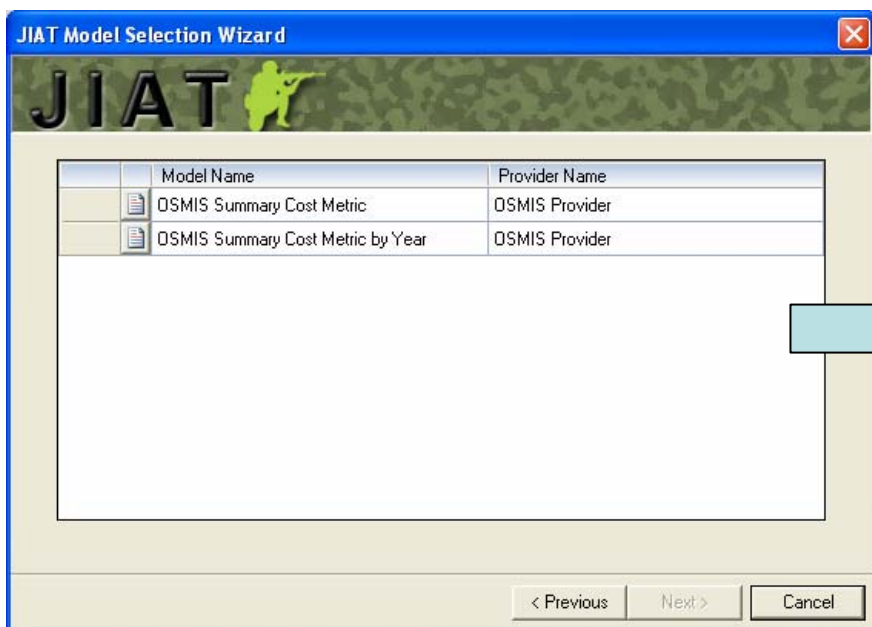 JIAT Model Selection Wizard
JIAT
Model Name Provider Name
OSMIS Summary Cost Metric OSMIS Provider
OSMIS Summary Cost Metric by Year OSMIS Provider
< Previous Next > Cancel